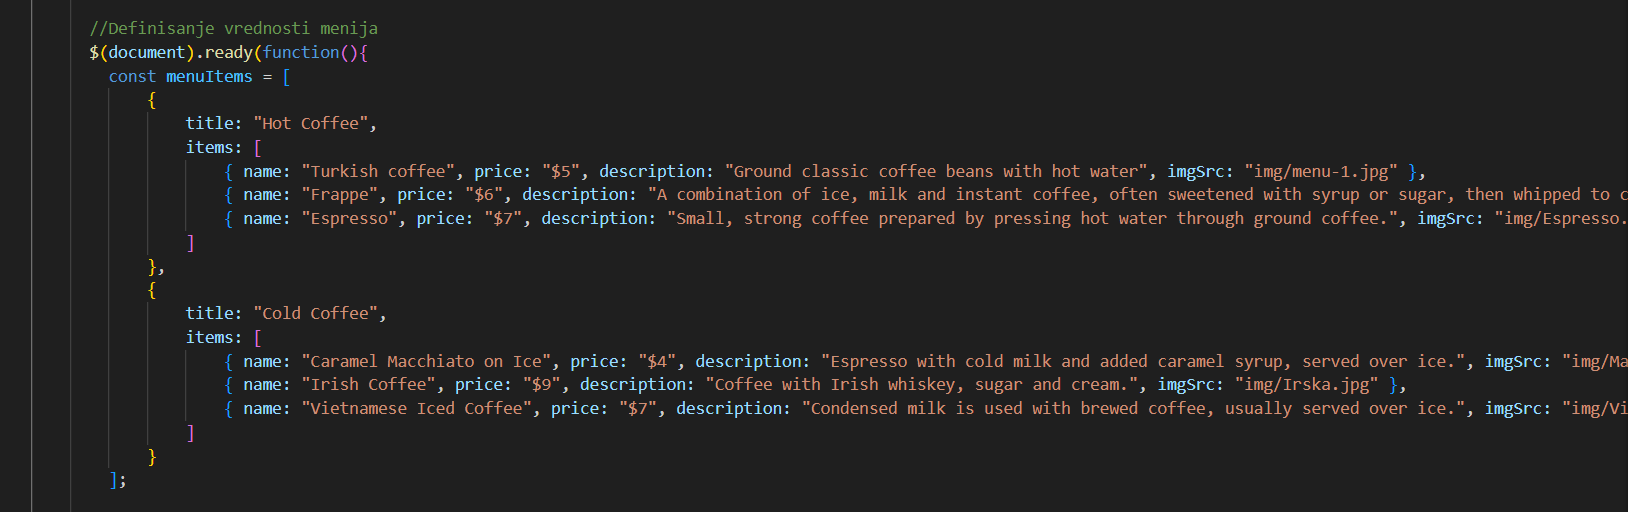 //Definisanje vrednosti menija
$(document).ready(function(){
const menuItems = [
{
title: "Hot Coffee",
items: [
{ name: "Turkish coffee", price: "$5", description: "Ground classic coffee beans with hot water", imgSrc: "img/menu-1.jpg" },
{ name: "Frappe", price: "$6", description: "A combination of ice, milk and instant coffee, often sweetened with syrup or sugar, then whipped to c
{ name: "Espresso", price: "$7", description: "Small, strong coffee prepared by pressing hot water through ground coffee.", imgSrc: "img/Espresso.
]
},
{
title: "Cold Coffee",
items: [
{ name: "Caramel Macchiato on Ice", price: "$4", description: "Espresso with cold milk and added caramel syrup, served over ice.", imgSrc: "img/Ma
{ name: "Irish Coffee", price: "$9", description: "Coffee with Irish whiskey, sugar and cream.", imgSrc: "img/Irska.jpg" },
{ name: "Vietnamese Iced Coffee", price: "$7", description: "Condensed milk is used with brewed coffee, usually served over ice.", imgSrc: "img/Vi
]
}
];